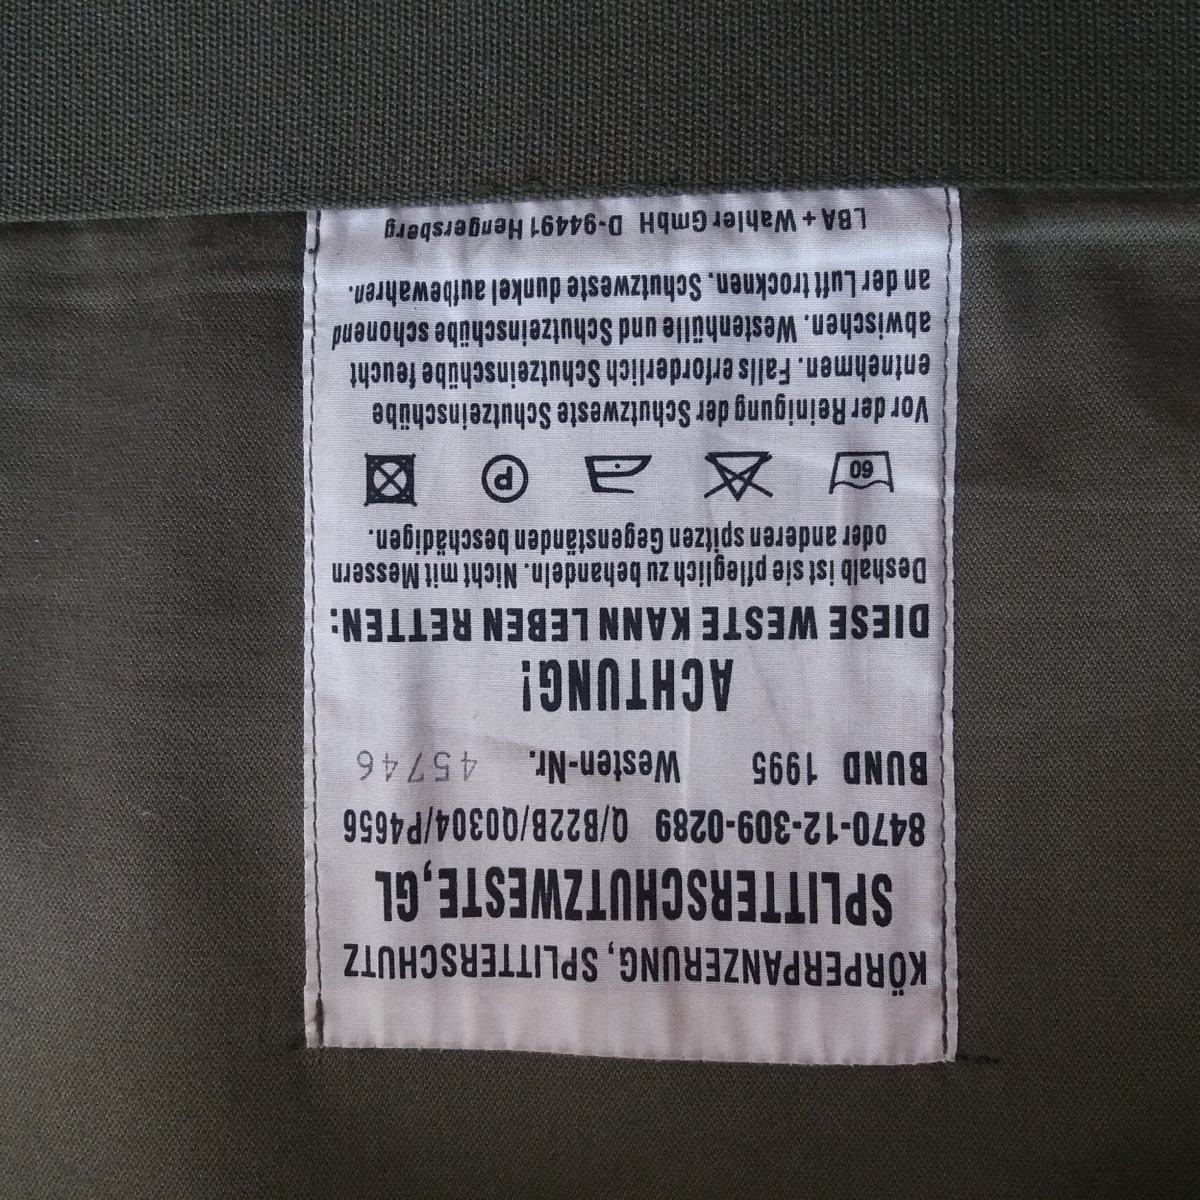 KÖRPERPANZERUNG, SPLITTERSCHUTZ
SPLITTERSCHUTZWESTE,GL
8470-12-309-0289 Q/B22B/Q0304/P4656
BUND 1995 Westen-Nr. 45746
ACHTUNG!
DIESE WESTE KANN LEBEN RETTEN:
Deshalb ist sie pfleglich zu behandeln. Nicht mit Messern
oder anderen spitzen Gegenständen beschädigen.
60 P
Vor der Reinigung der Schutzweste Schutzeinschübe
entnehmen. Falls erforderlich Schutzeinschübe feucht
abwischen. Westenhülle und Schutzeinschübe schonend
an der Luft trocknen. Schutzweste dunkel aufbewahren.
LBA + Wahler GmbH D-94491 Hengersberg